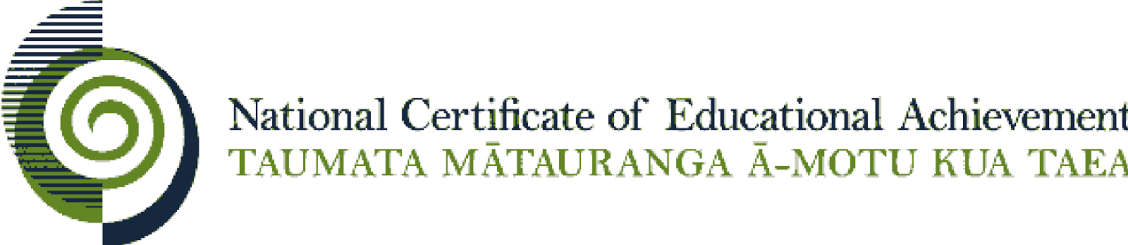 National Certificate of Educational Achievement
TAUMATA MĀTAURANGA Ā-MOTU KUA TAEA